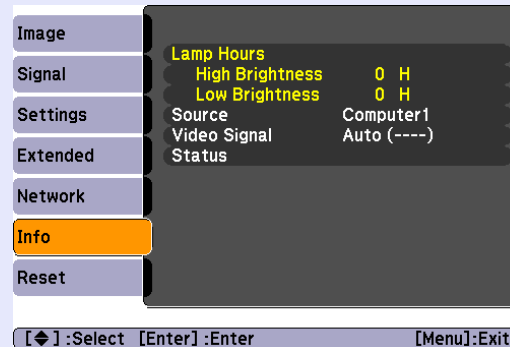 Image
Signal
Settings
Extended
Network
Info
Reset
Lamp Hours
High Brightness 0 H
Low Brightness 0 H
Source Computer1
Video Signal Auto (----)
Status
[◆] :Select [Enter] :Enter [Menu]:Exit